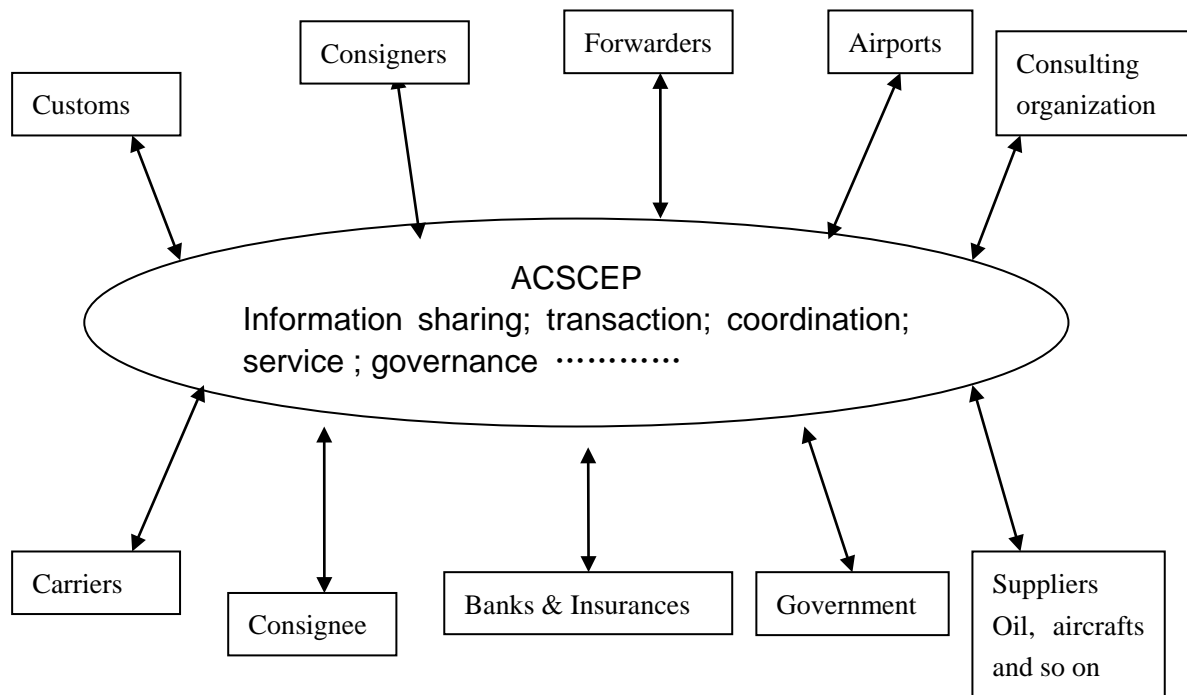 Customs
Consigners
Forwarders
Airports
Consulting
organization
ACSCEP
Information sharing; transaction; coordination;
service ; governance …………
Carriers
Consignee
Banks & Insurances
Government
Suppliers
Oil, aircrafts
and so on